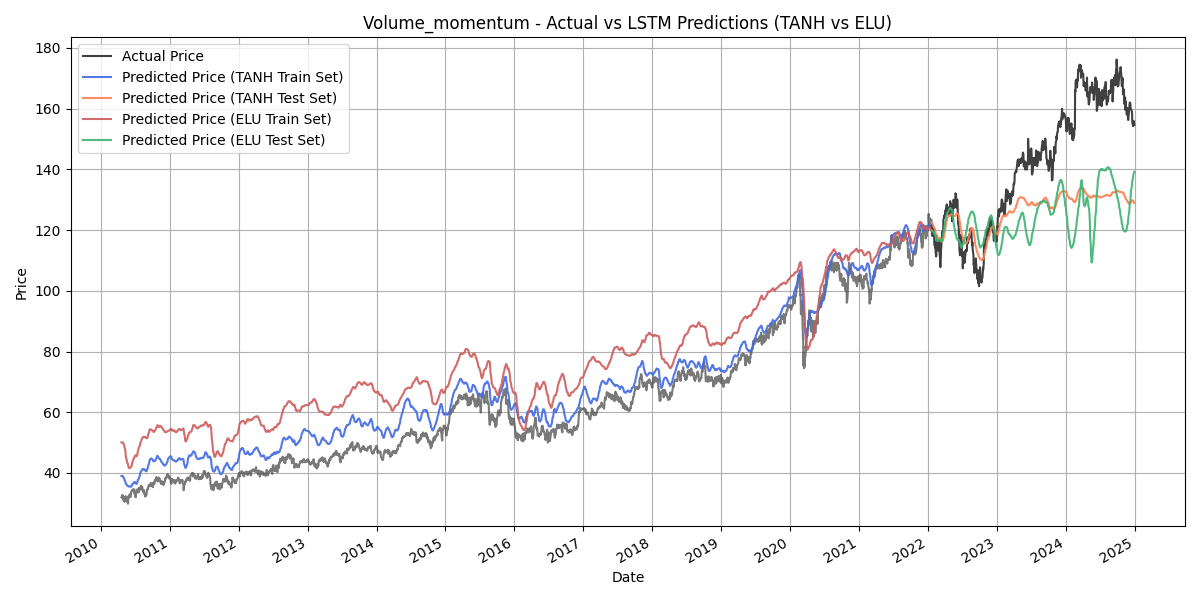 Volume_momentum - Actual vs LSTM Predictions (TANH vs ELU)
Actual Price
Predicted Price (TANH Train Set)
Predicted Price (TANH Test Set)
Predicted Price (ELU Train Set)
Predicted Price (ELU Test Set)
Price
180
160
140
120
100
80
60
40
2010 2011 2012 2013 2014 2015 2016 2017 2018 2019 2020 2021 2022 2023 2024 2025
Date